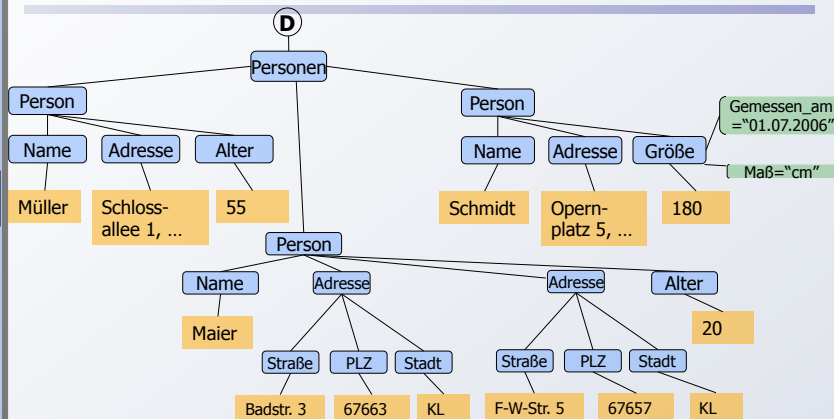 D
Personen
Person
Person
Gemessen_am
="01.07.2006"
Name
Adresse
Alter
Name
Adresse
Größe
Maß="cm"
Müller
Schloss-
allee 1, ...
55
Schmidt
Opern-
platz 5, ...
180
Person
Name
Adresse
Adresse
Alter
Maier
20
Straße
PLZ
Stadt
Straße
PLZ
Stadt
Badstr. 3
67663
KL
F-W-Str. 5
67657
KL